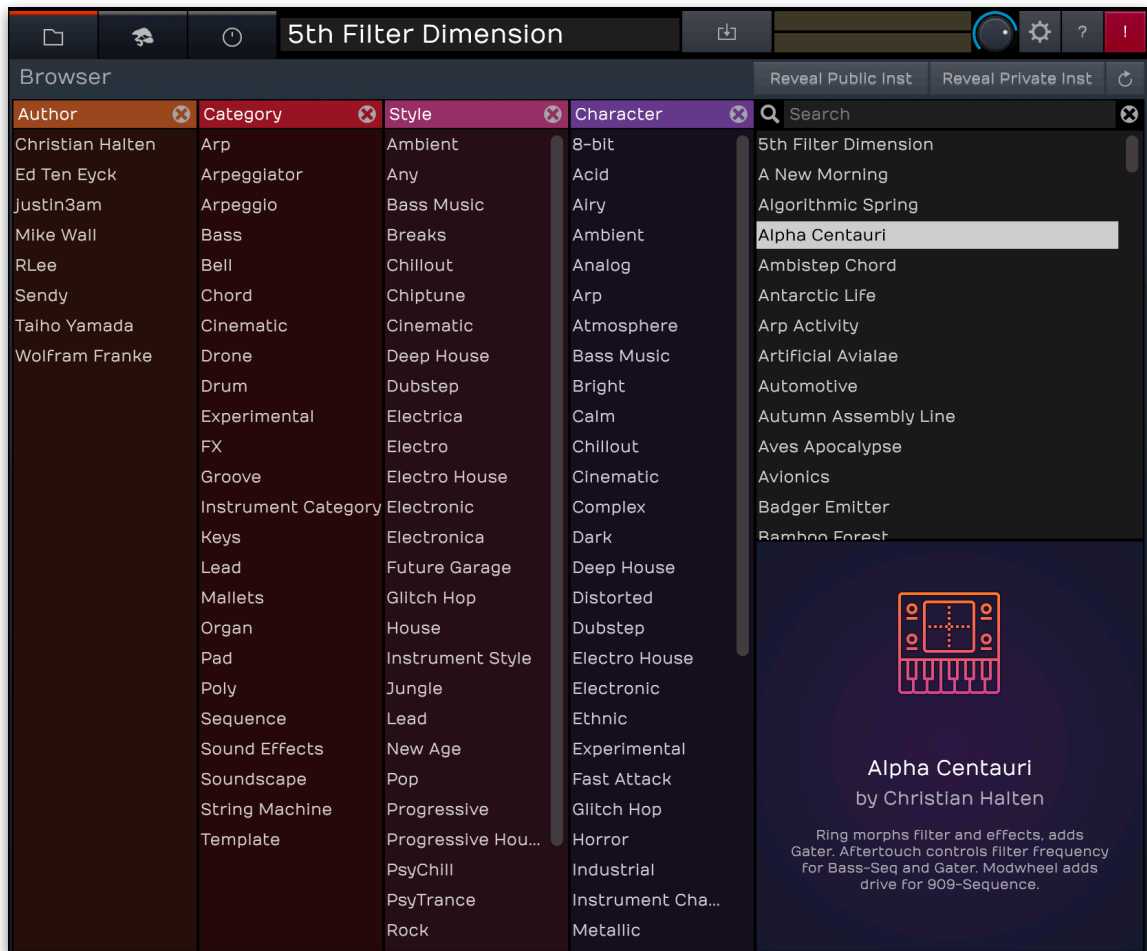 5th Filter Dimension
?
!
Browser
Reveal Public Inst
Reveal Private Inst
Author
Christian Halten
Ed Ten Eyck
justin3am
Mike Wall
RLee
Sendy
Taiho Yamada
Wolfram Franke
Category
Arp
Arpeggiator
Arpeggio
Bass
Bell
Chord
Cinematic
Drone
Drum
Experimental
FX
Groove
Instrument Category
Keys
Lead
Mallets
Organ
Pad
Poly
Sequence
Sound Effects
Soundscape
String Machine
Template
Style
Ambient
Any
Bass Music
Breaks
Chillout
Chiptune
Cinematic
Deep House
Dubstep
Electrica
Electro
Electro House
Electronic
Electronica
Future Garage
Glitch Hop
House
Instrument Style
Jungle
Lead
New Age
Pop
Progressive
Progressive Hou...
PsyChill
PsyTrance
Rock
Character
8-bit
Acid
Airy
Ambient
Analog
Arp
Atmosphere
Bass Music
Bright
Calm
Chillout
Cinematic
Complex
Dark
Deep House
Distorted
Dubstep
Electro House
Electronic
Ethnic
Experimental
Fast Attack
Glitch Hop
Horror
Industrial
Instrument Cha...
Metallic
Search
5th Filter Dimension
A New Morning
Algorithmic Spring
Alpha Centauri
Ambistep Chord
Antarctic Life
Arp Activity
Artificial Avialae
Automotive
Autumn Assembly Line
Aves Apocalypse
Avionics
Badger Emitter
Bamboo Forest
Alpha Centauri
by Christian Halten
Ring morphs filter and effects, adds
Gater. Aftertouch controls filter frequency
for Bass-Seq and Gater. Modwheel adds
drive for 909-Sequence.